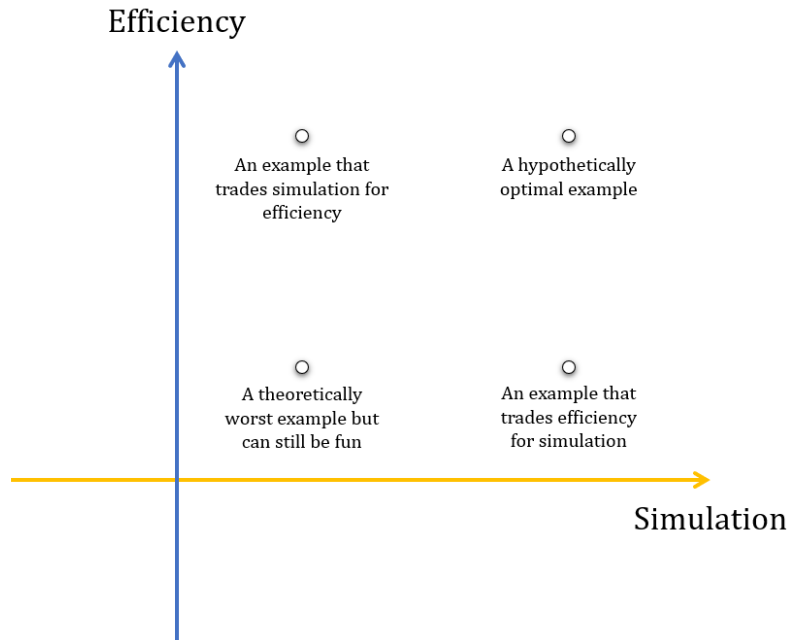 Efficiency
An example that
trades simulation for
efficiency
A hypothetically
optimal example
A theoretically
worst example but
can still be fun
An example that
trades efficiency
for simulation
Simulation